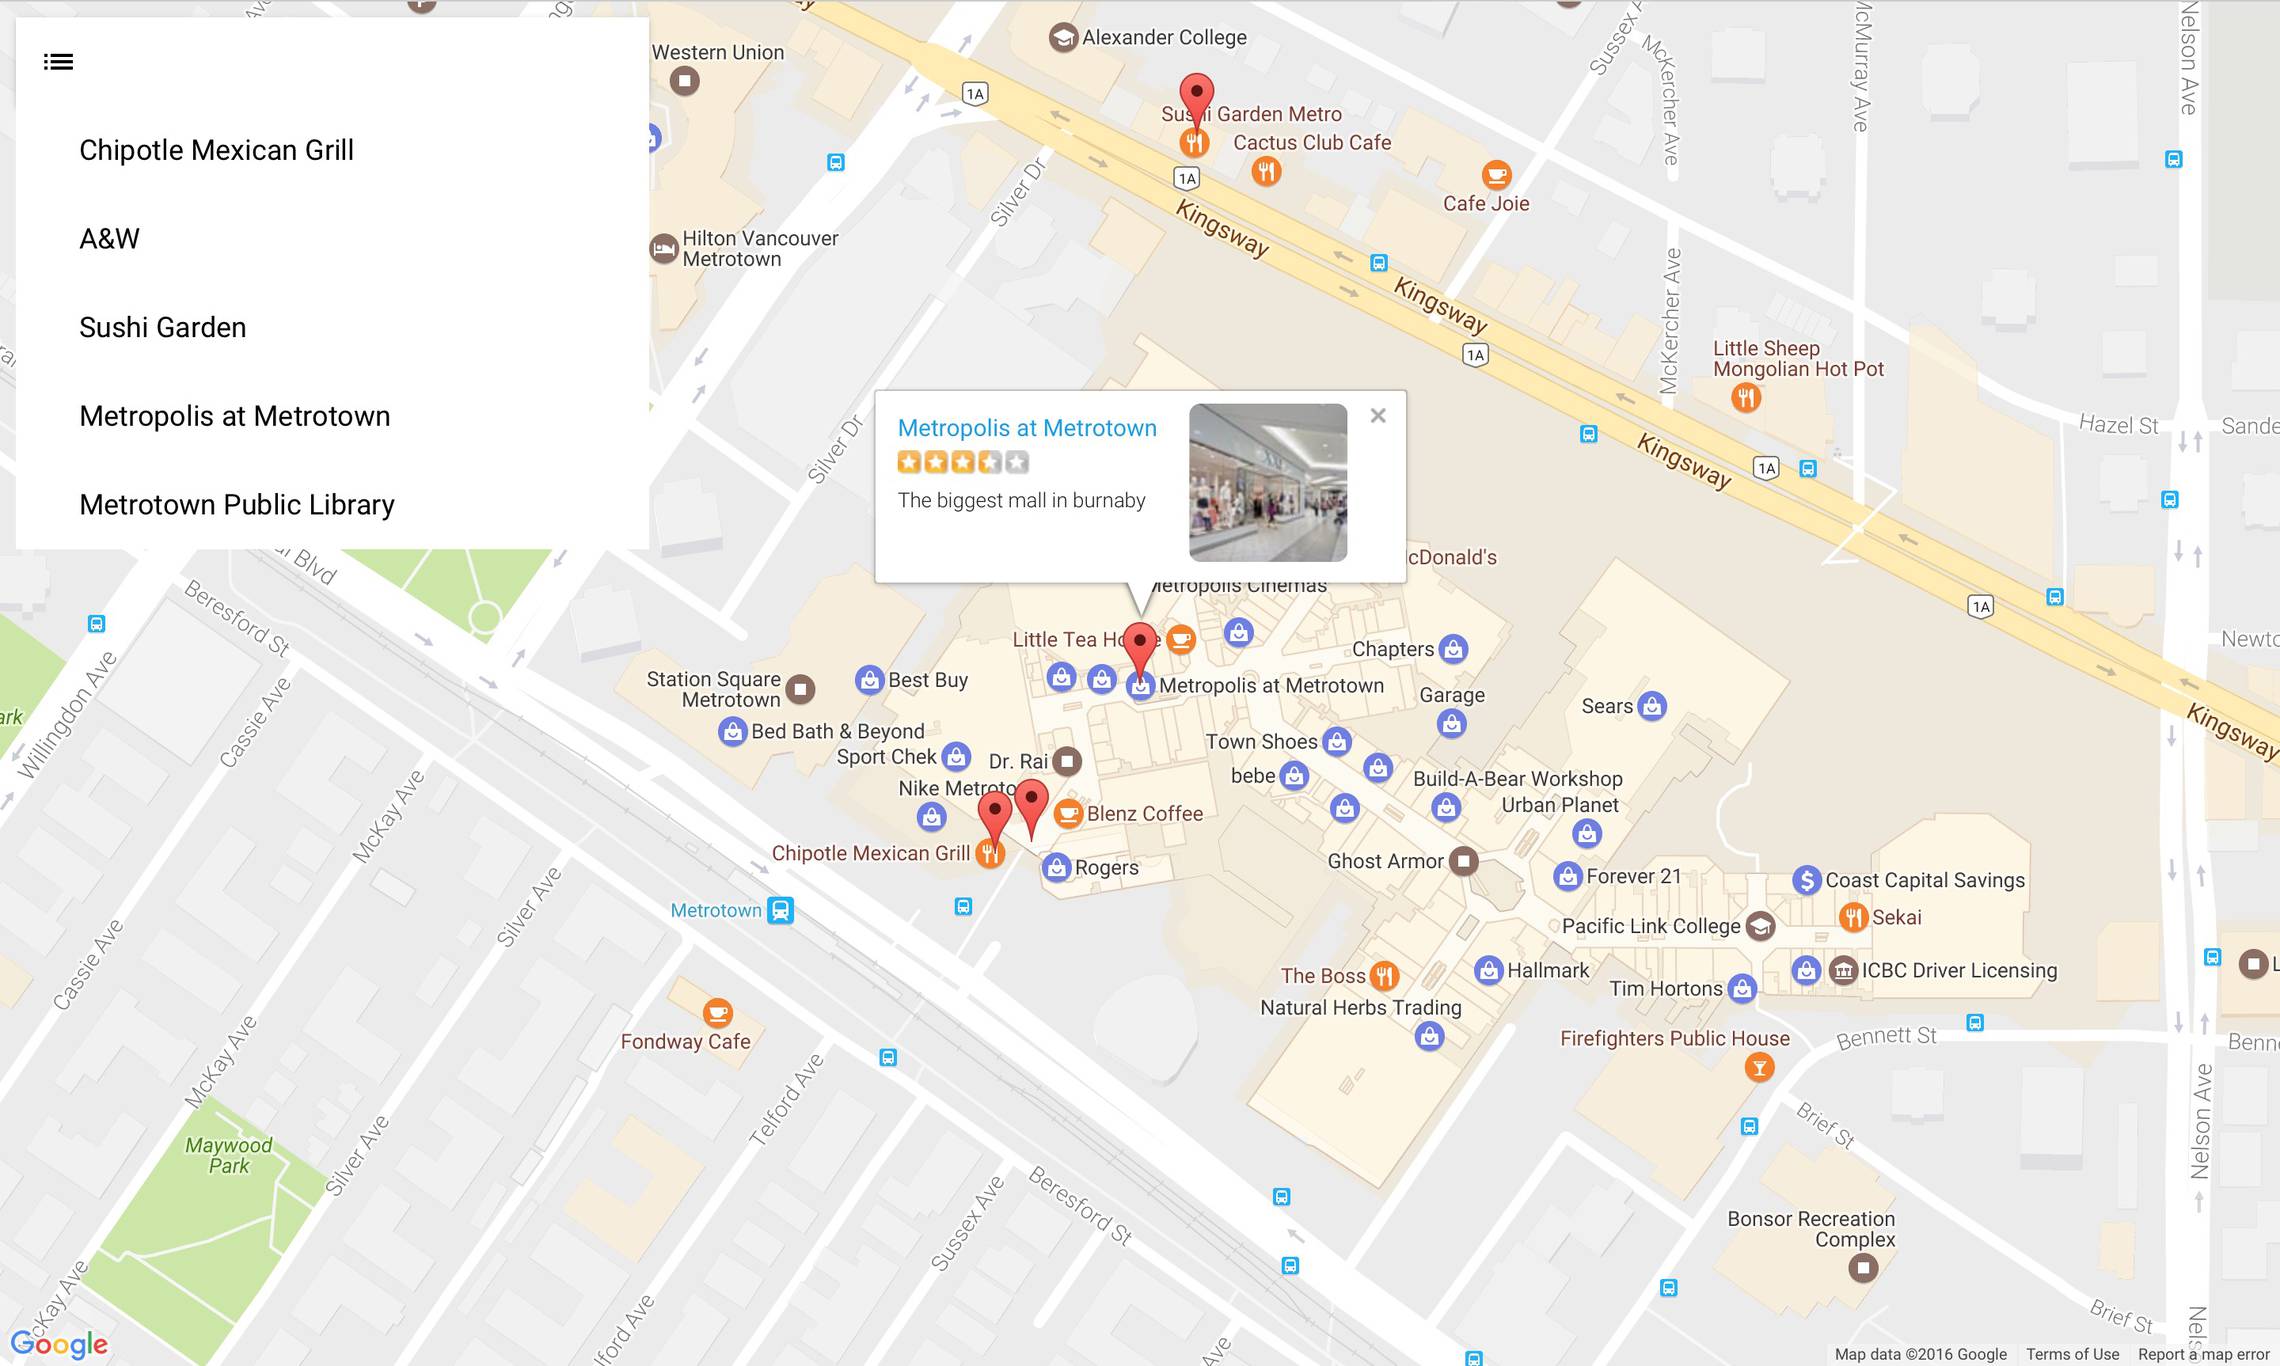 Chipotle Mexican Grill
A&W
Sushi Garden
Metropolis at Metrotown
Metrotown Public Library
Western Union
Alexander College
1A
Sushi Garden Metro
Cactus Club Cafe
1A
Cafe Joie
Kingsway
Silver Dr
Hilton Vancouver
Metrotown
Kingsway
1A
Sussex A
McKercher Ave
McMurray Ave
Nelson Ave
McKercher Ave
Little Sheep
Mongolian Hot Pot
Hazel St
Sande
Kingsway
1A
Silver Dr
Metropolis at Metrotown
The biggest mall in burnaby
cDonald's
Metropolis Cinemas
Blvd
Beresford St
1A
Newto
Little Tea Ho e
Chapters
Station Square
Metrotown
Best Buy
Metropolis at Metrotown
Garage
Sears
Kingsway
ark
Willingdon Ave
Cassie Ave
Bed Bath & Beyond
Sport Chek
Dr. Rai
Town Shoes
bebe
Nike Metroto
Build-A-Bear Workshop
Urban Planet
McKay Ave
Blenz Coffee
Chipotle Mexican Grill
Rogers
Ghost Armor
Forever 21
Coast Capital Savings
Metrotown
Silver Ave
Sekai
Pacific Link College
Cassie Ave
The Boss
Hallmark
ICBC Driver Licensing
Tim Hortons
Natural Herbs Trading
Fondway Cafe
Firefighters Public House
Bennett St
Benn
McKay Ave
Telford Ave
Nelson Ave
Brief St
Maywood
Park
Silver Ave
Beresford St
Sussex Ave
Bonsor Recreation
Complex
cKay Ave
lford Ave
Ave
Brief St
Nels
Google
Map data ©2016 Google
Terms of Use
Report a map error